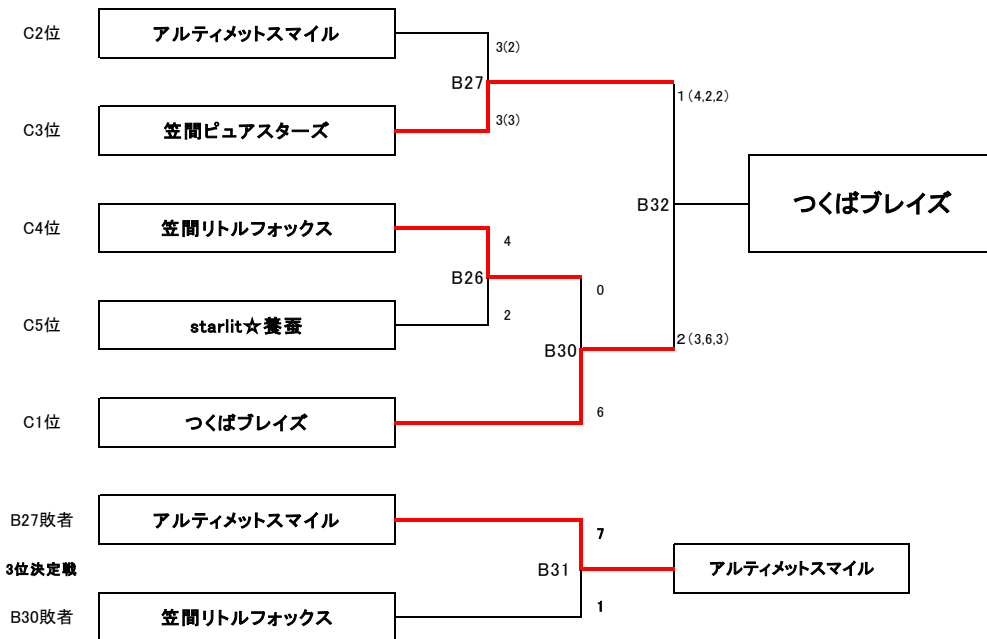 C2位 アルティメットスマイル
3(2)
B27
1(4,2,2)
C3位 笠間ピュアスターズ
3(3)
B32 つくばブレイズ
C4位 笠間リトルフォックス
4
B26
0
C5位 starlit☆養蚕
2
B30
2(3,6,3)
C1位 つくばブレイズ
6
B27敗者 アルティメットスマイル
7
3位決定戦
B31 アルティメットスマイル
B30敗者 笠間リトルフォックス
1